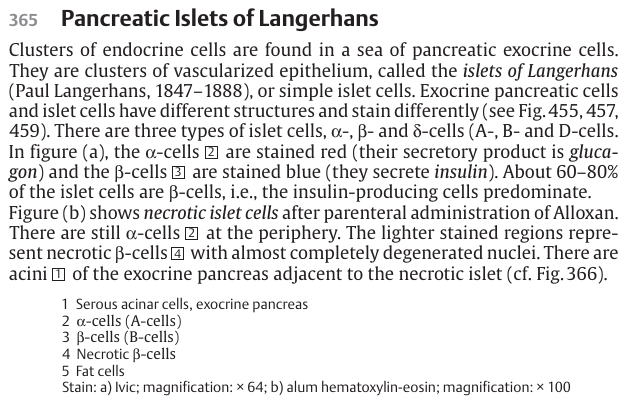 365 Pancreatic Islets of Langerhans
Clusters of endocrine cells are found in a sea of pancreatic exocrine cells.
They are clusters of vascularized epithelium, called the islets of Langerhans
(Paul Langerhans, 1847–1888), or simple islet cells. Exocrine pancreatic cells
and islet cells have different structures and stain differently (see Fig. 455, 457,
459). There are three types of islet cells, α-, β- and δ-cells (A-, B- and D-cells.
In figure (a), the α-cells 2 are stained red (their secretory product is gluca-
gon) and the β-cells 3 are stained blue (they secrete insulin). About 60–80%
of the islet cells are β-cells, i.e., the insulin-producing cells predominate.
Figure (b) shows necrotic islet cells after parenteral administration of Alloxan.
There are still α-cells 2 at the periphery. The lighter stained regions repre-
sent necrotic β-cells 4 with almost completely degenerated nuclei. There are
acini 1 of the exocrine pancreas adjacent to the necrotic islet (cf. Fig. 366).
1 Serous acinar cells, exocrine pancreas
2 α-cells (A-cells)
3 β-cells (B-cells)
4 Necrotic β-cells
5 Fat cells
Stain: a) Ivic; magnification: × 64; b) alum hematoxylin-eosin; magnification: × 100